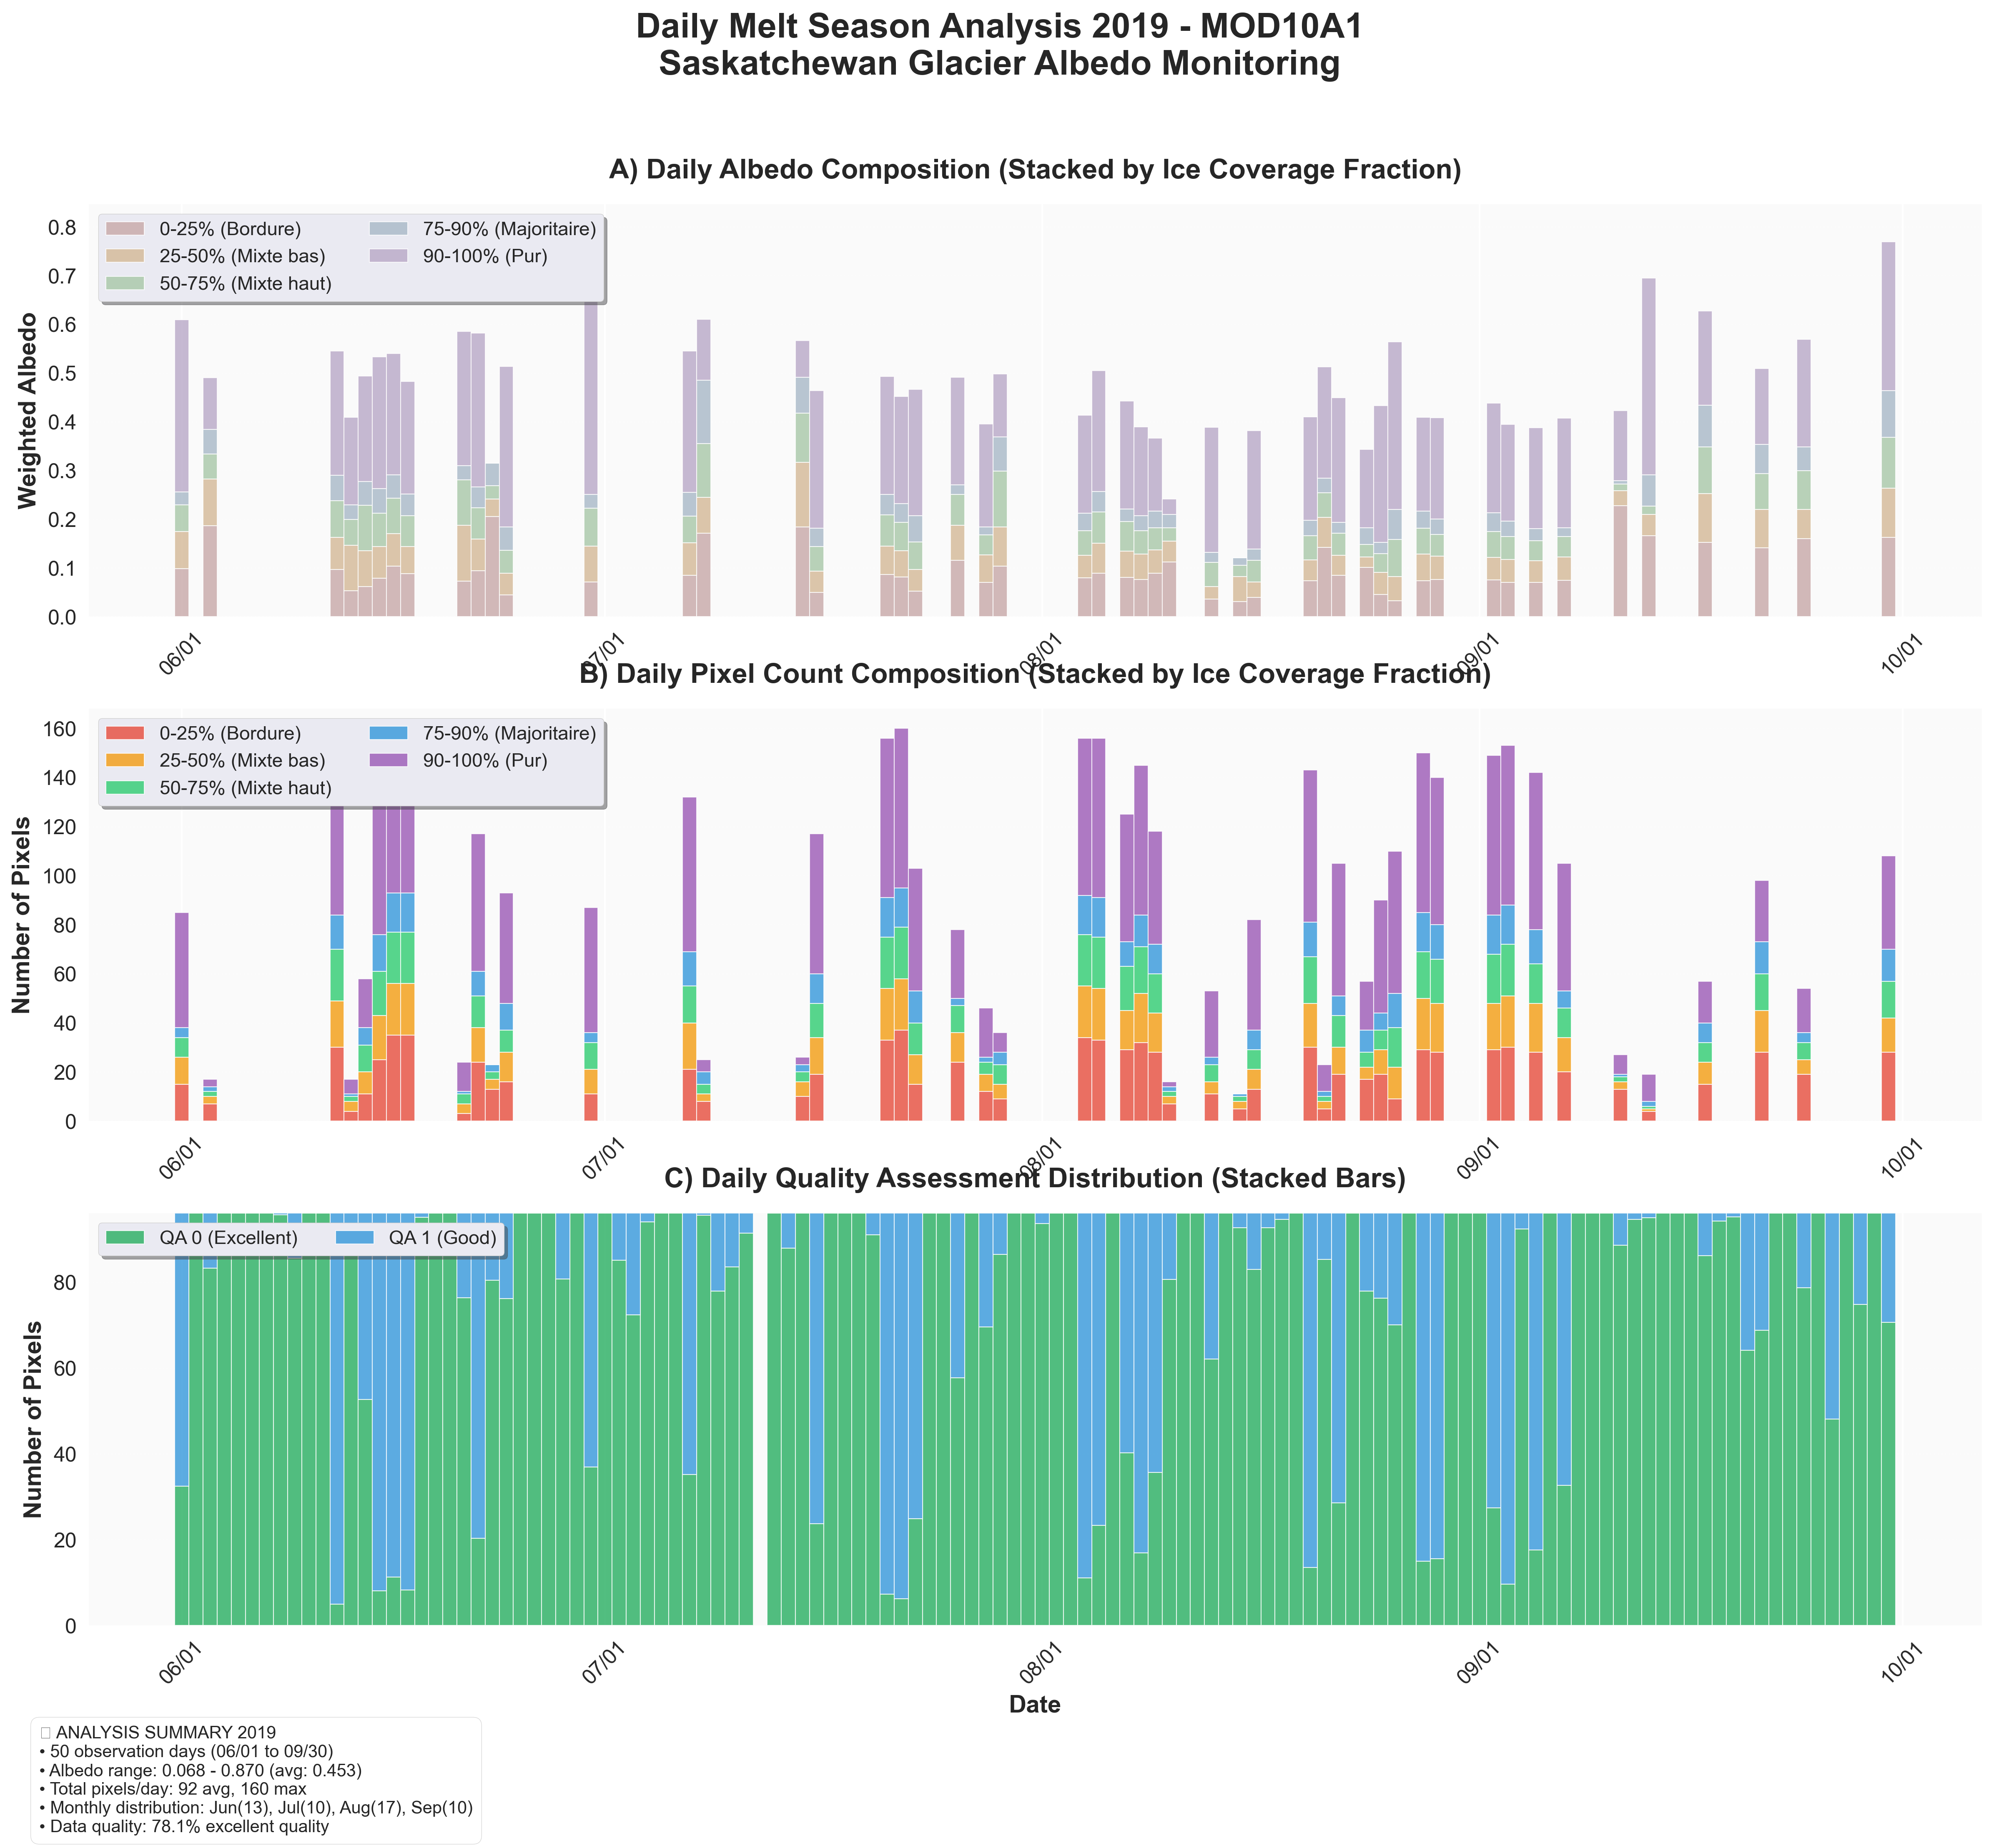 Daily Melt Season Analysis 2019 - MOD10A1
Saskatchewan Glacier Albedo Monitoring
A) Daily Albedo Composition (Stacked by Ice Coverage Fraction)
Weighted Albedo
0.8
0.7
0.6
0.5
0.4
0.3
0.2
0.1
0.0
0-25% (Bordure)
25-50% (Mixte bas)
50-75% (Mixte haut)
75-90% (Majoritaire)
90-100% (Pur)
06/01
07/01
08/01
09/01
10/01
B) Daily Pixel Count Composition (Stacked by Ice Coverage Fraction)
Number of Pixels
160
140
120
100
80
60
40
20
0
0-25% (Bordure)
25-50% (Mixte bas)
50-75% (Mixte haut)
75-90% (Majoritaire)
90-100% (Pur)
06/01
07/01
08/01
09/01
10/01
C) Daily Quality Assessment Distribution (Stacked Bars)
Number of Pixels
80
60
40
20
0
QA 0 (Excellent)
QA 1 (Good)
06/01
07/01
08/01
09/01
10/01
Date
ANALYSIS SUMMARY 2019
• 50 observation days (06/01 to 09/30)
• Albedo range: 0.068 - 0.870 (avg: 0.453)
• Total pixels/day: 92 avg, 160 max
• Monthly distribution: Jun(13), Jul(10), Aug(17), Sep(10)
• Data quality: 78.1% excellent quality